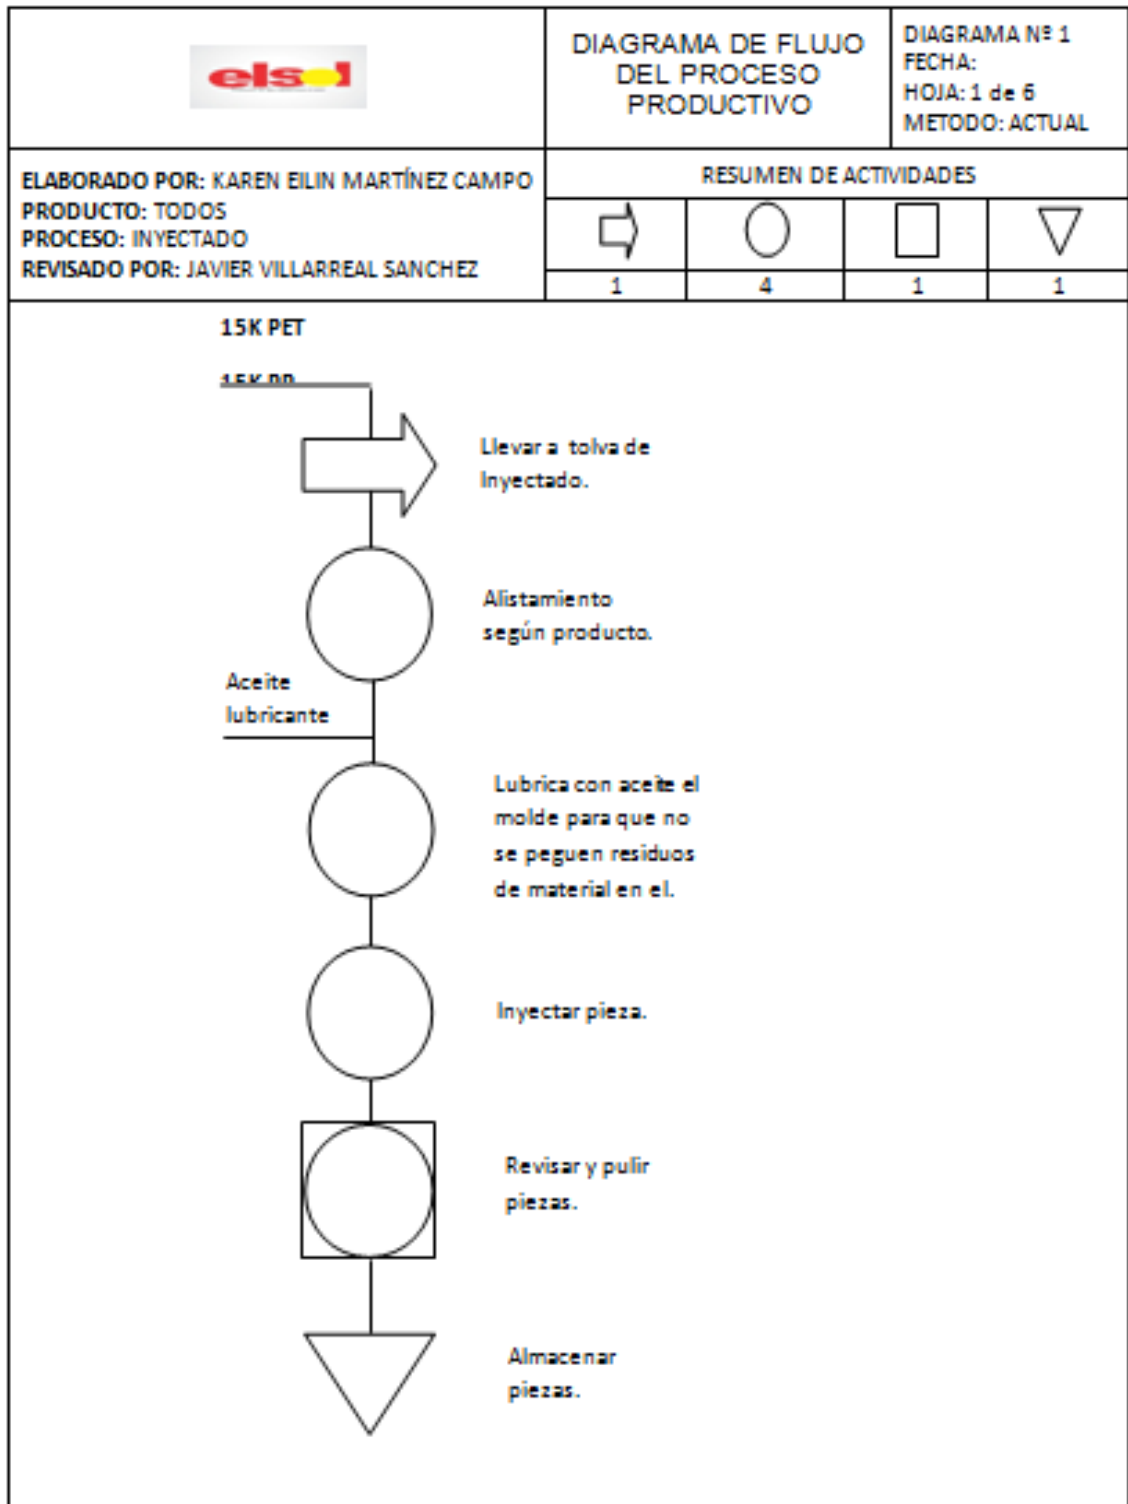 elsol
DIAGRAMA DE FLUJO
DEL PROCESO
PRODUCTIVO
DIAGRAMA Nº 1
FECHA:
HOJA: 1 de 6
METODO: ACTUAL
ELABORADO POR: KAREN EILIN MARTÍNEZ CAMPO
PRODUCTO: TODOS
PROCESO: INYECTADO
REVISADO POR: JAVIER VILLARREAL SANCHEZ
RESUMEN DE ACTIVIDADES
1 4 1 1
15K PET
15K PP
Llevar a tolva de
Inyectado.
Alistamiento
según producto.
Aceite
lubricante
Lubrica con aceite el
molde para que no
se peguen residuos
de material en el.
Inyectar pieza.
Revisar y pulir
piezas.
Almacenar
piezas.